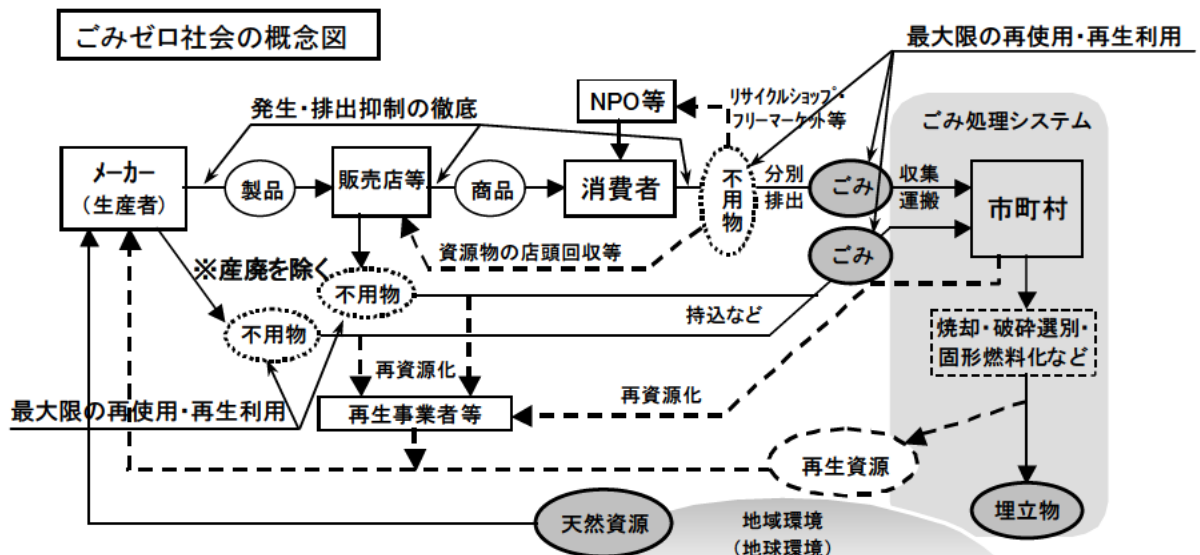 ごみゼロ社会の概念図
最大限の再使用・再生利用
発生・排出抑制の徹底
NPO等
リサイクルショップ・
フリーマーケット等
ごみ処理システム
メーカー
(生産者)
製品
販売店等
商品
消費者
不用物
分別
排出
ごみ
収集
運搬
市町村
資源物の店頭回収等
ごみ
※産廃を除く
不用物
不用物
持込など
焼却・破砕選別・
固形燃料化など
再資源化
再資源化
最大限の再使用・再生利用
再生事業者等
再生資源
天然資源
地域環境
(地球環境)
埋立物